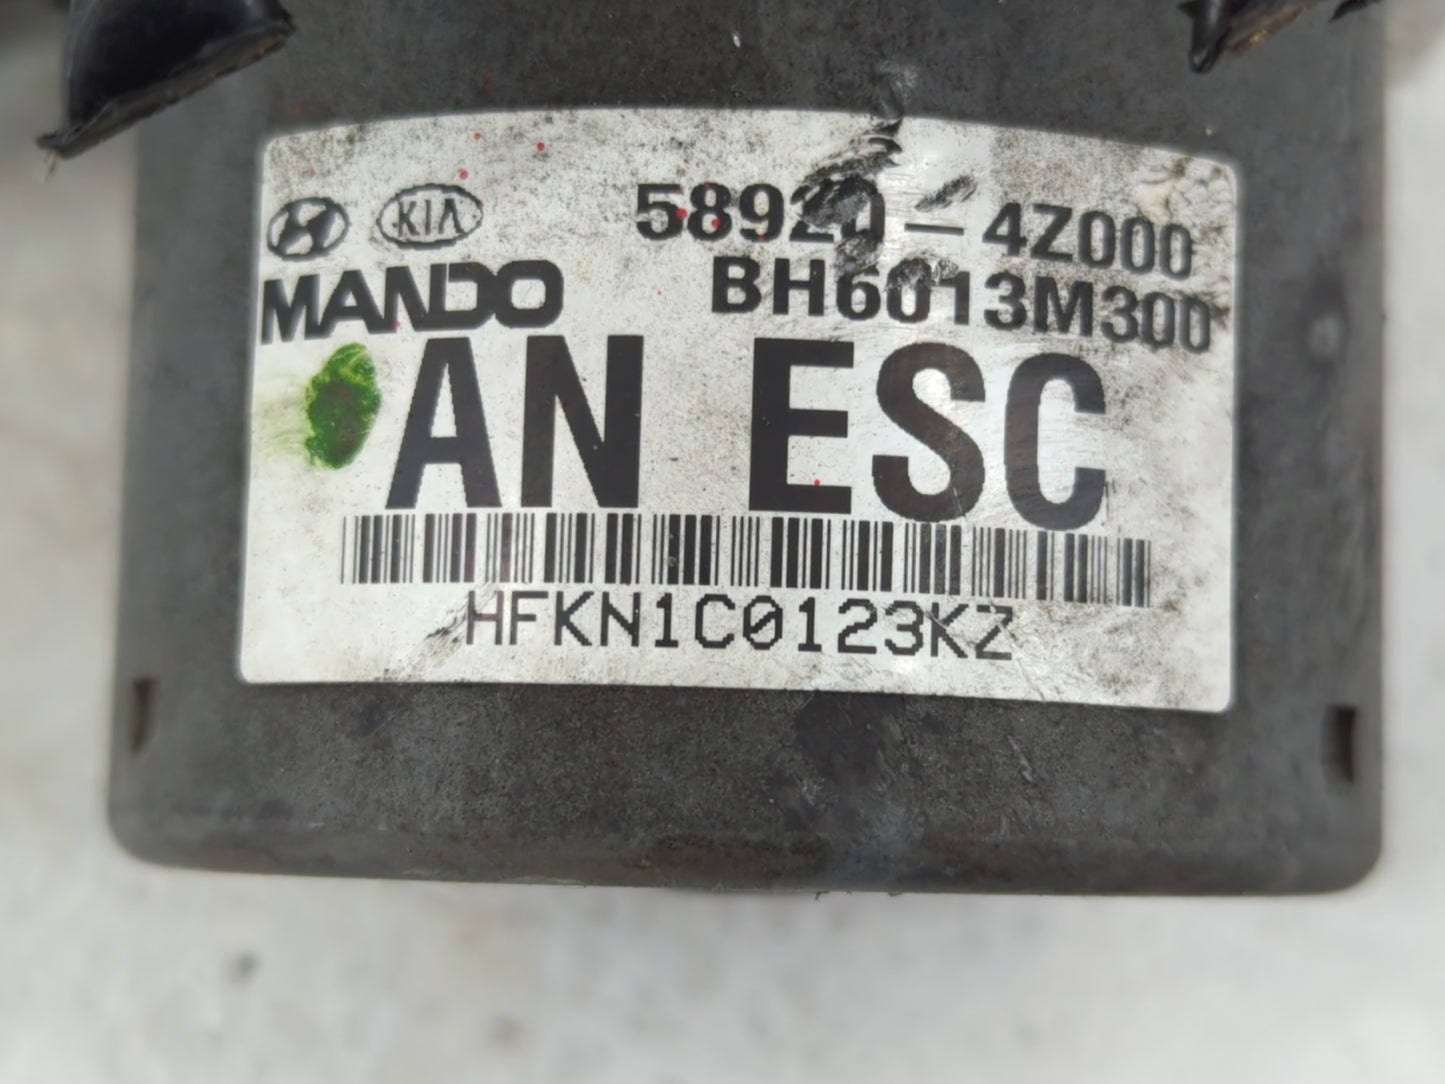 KIA 58920-4Z000
MANDO BH6013M300
AN ESC
HFKN1C0123KZ